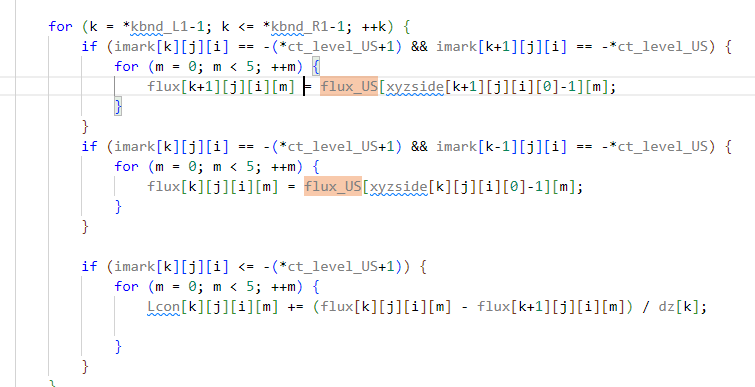 for (k = *kbnd_L1-1; k <= *kbnd_R1-1; ++k) {
if (imark[k][j][i] == -(*ct_level_US+1) && imark[k+1][j][i] == -*ct_level_US) {
for (m = 0; m < 5; ++m) {
flux[k+1][j][i][m] = flux_US[xyzside[k+1][j][i][0]-1][m];
}
}
if (imark[k][j][i] == -(*ct_level_US+1) && imark[k-1][j][i] == -*ct_level_US) {
for (m = 0; m < 5; ++m) {
flux[k][j][i][m] = flux_US[xyzside[k][j][i][0]-1][m];
}
}
if (imark[k][j][i] <= -(*ct_level_US+1)) {
for (m = 0; m < 5; ++m) {
Lcon[k][j][i][m] += (flux[k][j][i][m] - flux[k+1][j][i][m]) / dz[k];
}
}
}